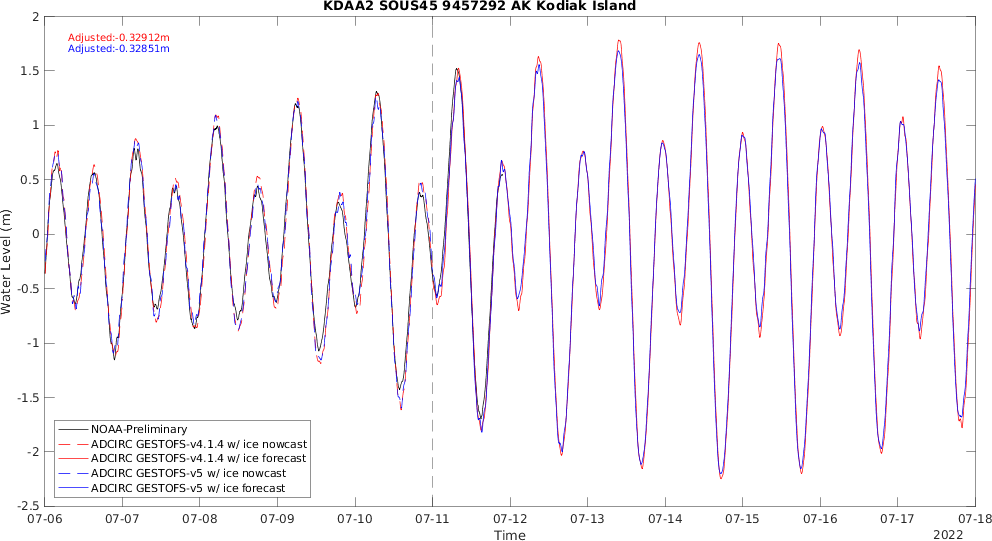 KDAA2 SOUS45 9457292 AK Kodiak Island
Adjusted:-0.32912m
Adjusted:-0.32851m
2
1.5
1
0.5
0
-0.5
-1
-1.5
-2
-2.5
Water Level (m)
NOAA-Preliminary
ADCIRC GESTOFS-v4.1.4 w/ ice nowcast
ADCIRC GESTOFS-v4.1.4 w/ ice forecast
ADCIRC GESTOFS-v5 w/ ice nowcast
ADCIRC GESTOFS-v5 w/ ice forecast
07-06 07-07 07-08 07-09 07-10 07-11 07-12 07-13 07-14 07-15 07-16 07-17 07-18
Time
2022